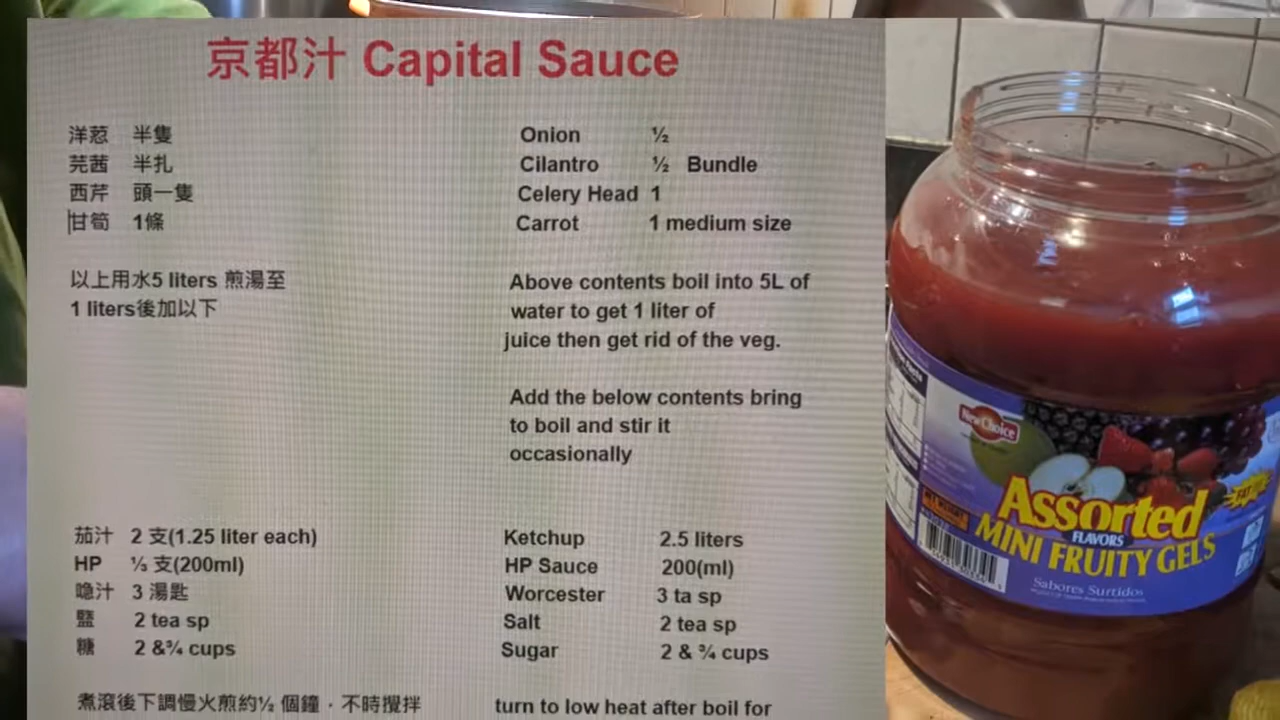 京都汁 Capital Sauce
洋葱 半隻
芫茜 半扎
西芹 頭一隻
甘筍 1條
以上用水5 liters 煎湯至
1 liters後加以下
Onion ½
Cilantro ½ Bundle
Celery Head 1
Carrot 1 medium size
Above contents boil into 5L of
water to get 1 liter of
juice then get rid of the veg.
Add the below contents bring
to boil and stir it
occasionally
茄汁 2 支(1.25 liter each)
HP ⅓ 支(200ml)
喼汁 3 湯匙
鹽 2 tea sp
糖 2 &¾ cups
煮滾後下調慢火煎約½ 個鐘，不時攪拌
Ketchup 2.5 liters
HP Sauce 200(ml)
Worcester 3 ta sp
Salt 2 tea sp
Sugar 2 & ¾ cups
turn to low heat after boil for
New Choice
Assorted
FLAVORS
MINI FRUITY GELS
Sabores Surtidos
FAT